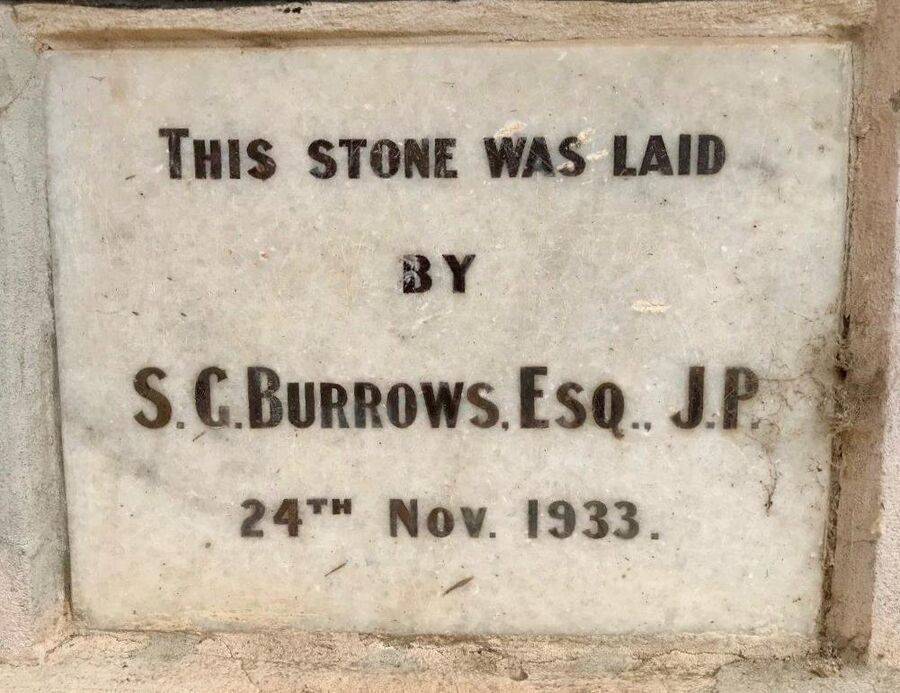 THIS STONE WAS LAID
BY
S. G. BURROWS, ESQ., J.P.
24TH NOV. 1933.